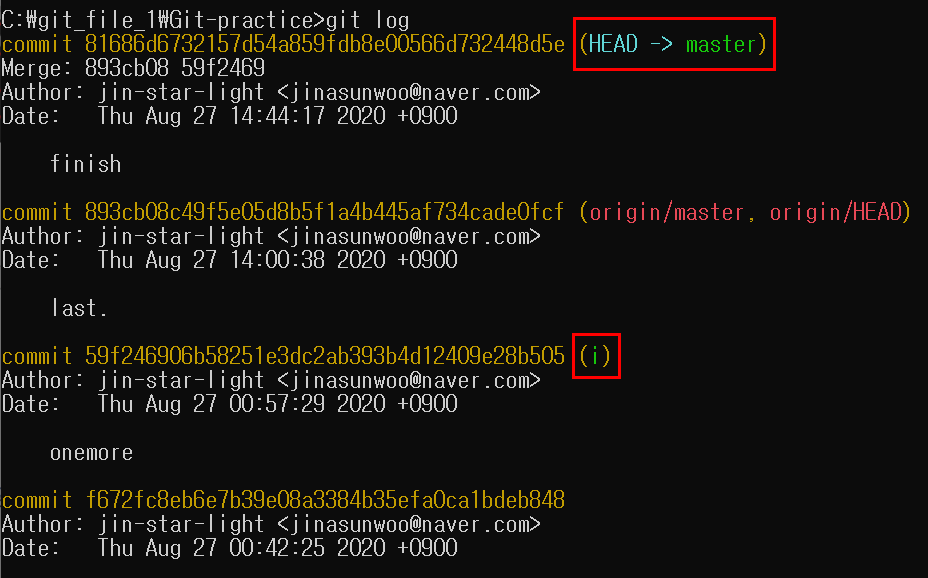 C:\git_file_1\Git-practice>git log
commit 81686d6732157d54a859fdb8e00566d732448d5e (HEAD -> master)
Merge: 893cb08 59f2469
Author: jin-star-light <jinasunwoo@naver.com>
Date:   Thu Aug 27 14:44:17 2020 +0900
finish
commit 893cb08c49f5e05d8b5f1a4b445af734cade0fcf (origin/master, origin/HEAD)
Author: jin-star-light <jinasunwoo@naver.com>
Date:   Thu Aug 27 14:00:38 2020 +0900
last.
commit 59f246906b58251e3dc2ab393b4d12409e28b505 (i)
Author: jin-star-light <jinasunwoo@naver.com>
Date:   Thu Aug 27 00:57:29 2020 +0900
onemore
commit f672fc8eb6e7b39e08a3384b35efa0ca1bdeb848
Author: jin-star-light <jinasunwoo@naver.com>
Date:   Thu Aug 27 00:42:25 2020 +0900